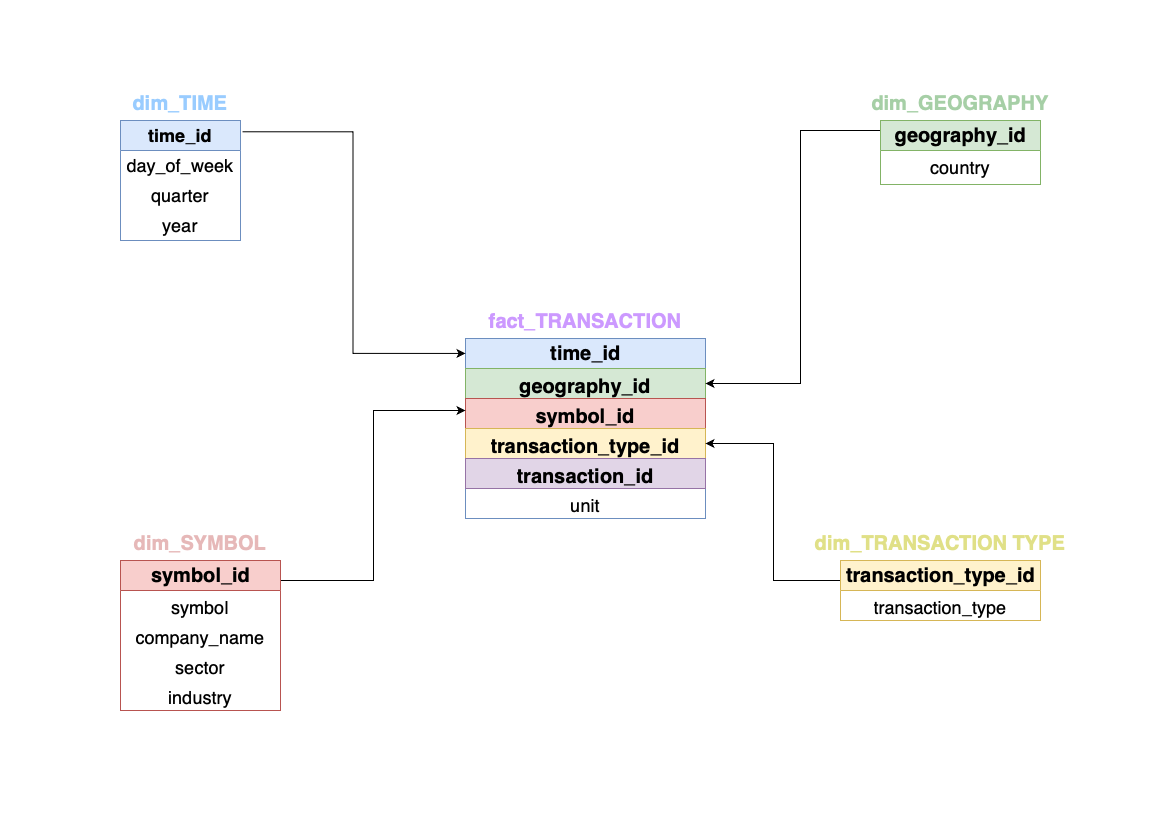 dim_TIME
time_id
day_of_week
quarter
year
dim_GEOGRAPHY
geography_id
country
fact_TRANSACTION
time_id
geography_id
symbol_id
transaction_type_id
transaction_id
unit
dim_SYMBOL
symbol_id
symbol
company_name
sector
industry
dim_TRANSACTION TYPE
transaction_type_id
transaction_type